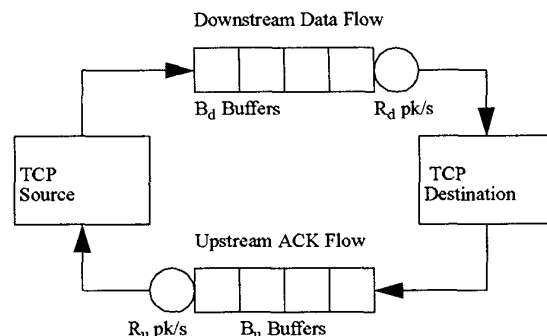 Downstream Data Flow
B_d Buffers
R_d pk/s
TCP
Source
TCP
Destination
Upstream ACK Flow
R_u pk/s
B_u Buffers